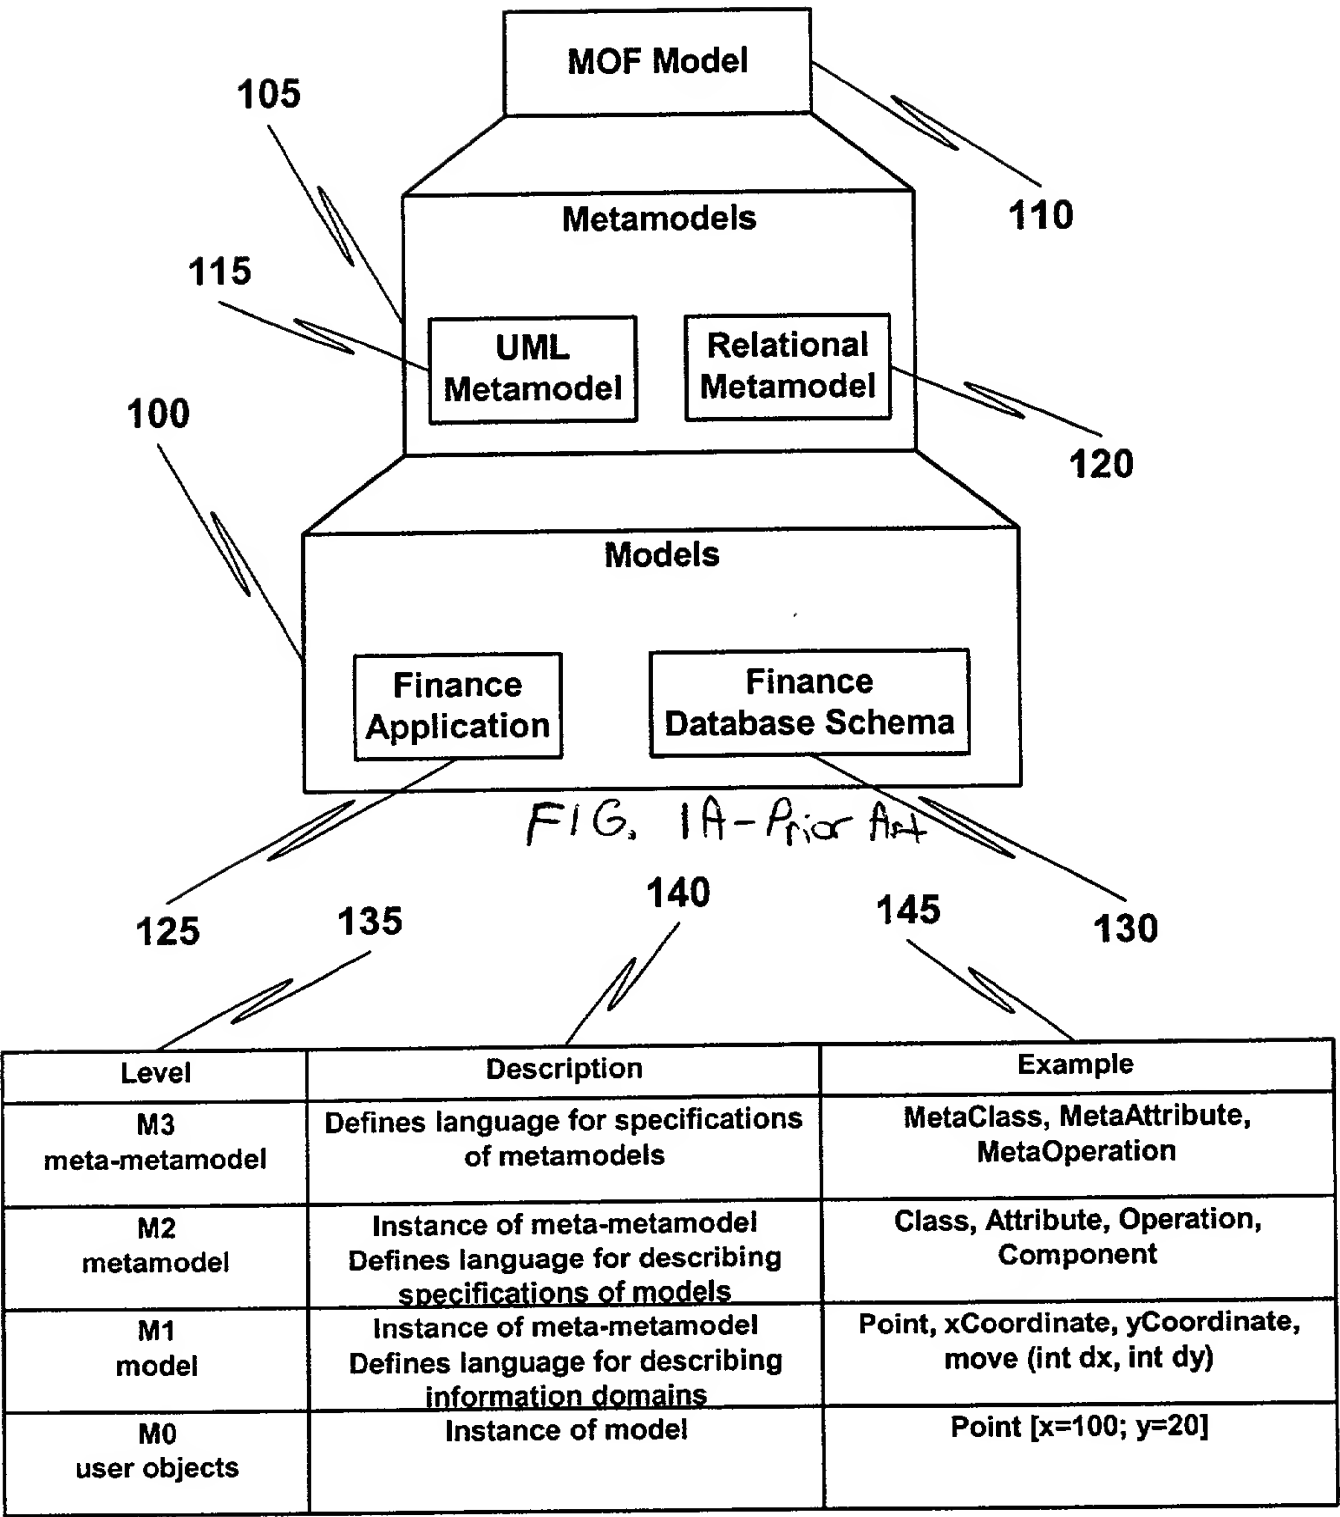 MOF Model
105
110
Metamodels
115
UML
Metamodel
Relational
Metamodel
100
120
Models
Finance
Application
Finance
Database Schema
FIG. 1A-Prior Art
125
135
140
145
130
Level
Description
Example
M3
meta-metamodel
Defines language for specifications
of metamodels
MetaClass, MetaAttribute,
MetaOperation
M2
metamodel
Instance of meta-metamodel
Defines language for describing
specifications of models
Class, Attribute, Operation,
Component
M1
model
Instance of meta-metamodel
Defines language for describing
information domains
Point, xCoordinate, yCoordinate,
move (int dx, int dy)
M0
user objects
Instance of model
Point [x=100; y=20]